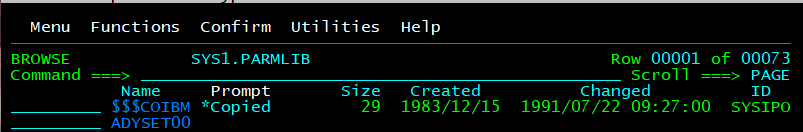 Menu Functions Confirm Utilities Help
BROWSE SYS1.PARMLIB Row 00001 of 00073
Command ===> Scroll ===> PAGE
Name Prompt Size Created Changed ID
$$$COIBM *Copied 29 1983/12/15 1991/07/22 09:27:00 SYSIPO
ADYSET00